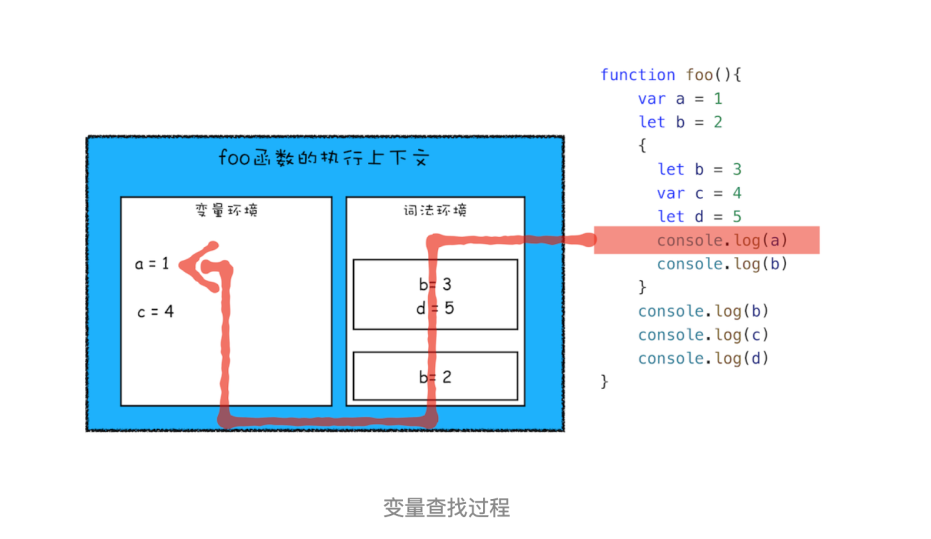 foo函数的执行上下文
变量环境
a = 1
c = 4
词法环境
b= 3
d = 5
b= 2
function foo(){
    var a = 1
    let b = 2
    {
      let b = 3
      var c = 4
      let d = 5
      console.log(a)
      console.log(b)
    }
    console.log(b)
    console.log(c)
    console.log(d)
}
变量查找过程